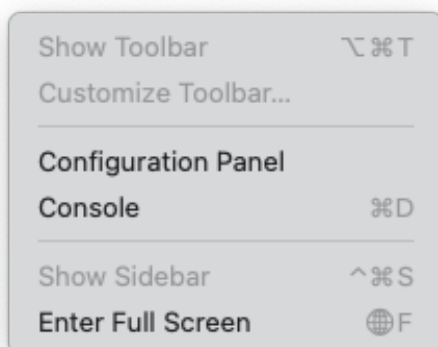 Show Toolbar ⌥⌘T
Customize Toolbar...
Configuration Panel
Console ⌘D
Show Sidebar ^⌘S
Enter Full Screen 🌐F